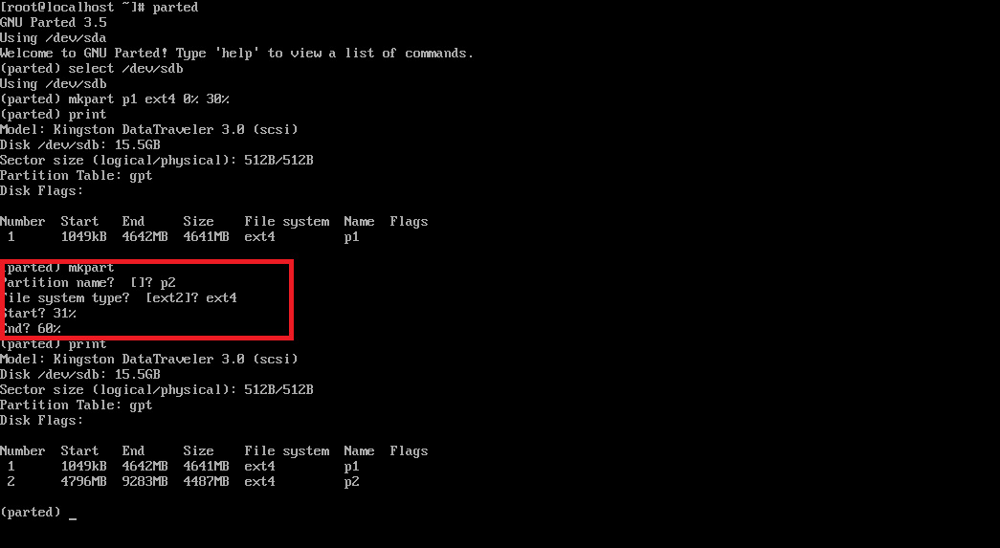 [root@localhost ~]# parted
GNU Parted 3.5
Using /dev/sda
Welcome to GNU Parted! Type 'help' to view a list of commands.
(parted) select /dev/sdb
Using /dev/sdb
(parted) mkpart p1 ext4 0% 30%
(parted) print
Model: Kingston DataTraveler 3.0 (scsi)
Disk /dev/sdb: 15.5GB
Sector size (logical/physical): 512B/512B
Partition Table: gpt
Disk Flags:
Number  Start   End     Size    File system  Name  Flags
 1      1049kB  4642MB  4641MB  ext4         p1
(parted) mkpart
Partition name?  []? p2
File system type?  [ext2]? ext4
Start? 31%
End? 60%
(parted) print
Model: Kingston DataTraveler 3.0 (scsi)
Disk /dev/sdb: 15.5GB
Sector size (logical/physical): 512B/512B
Partition Table: gpt
Disk Flags:
Number  Start   End     Size    File system  Name  Flags
 1      1049kB  4642MB  4641MB  ext4         p1
 2      4796MB  9283MB  4487MB  ext4         p2
(parted) _